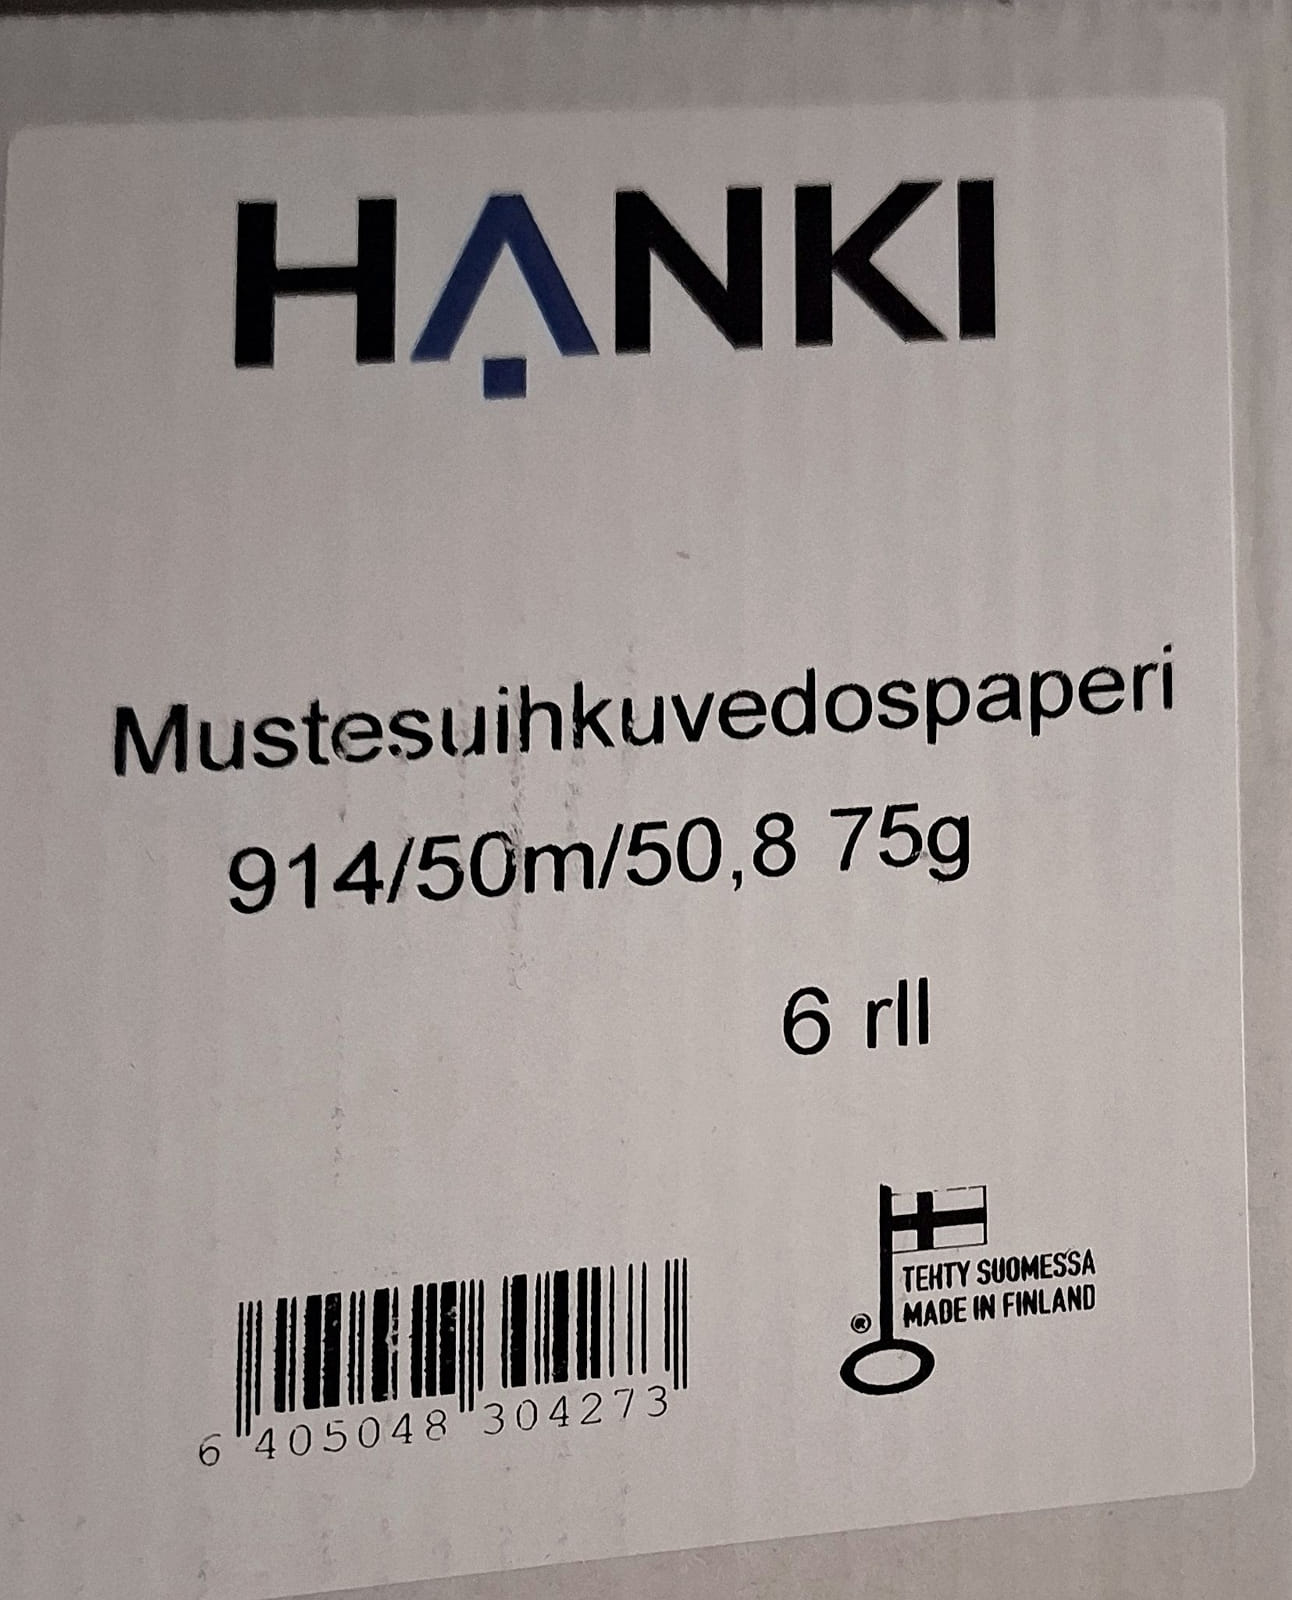 HANKI
Mustesuihkuvedospaperi
914/50m/50,8 75g
6 rll
TEHTY SUOMESSA
® MADE IN FINLAND
6 405048 304273